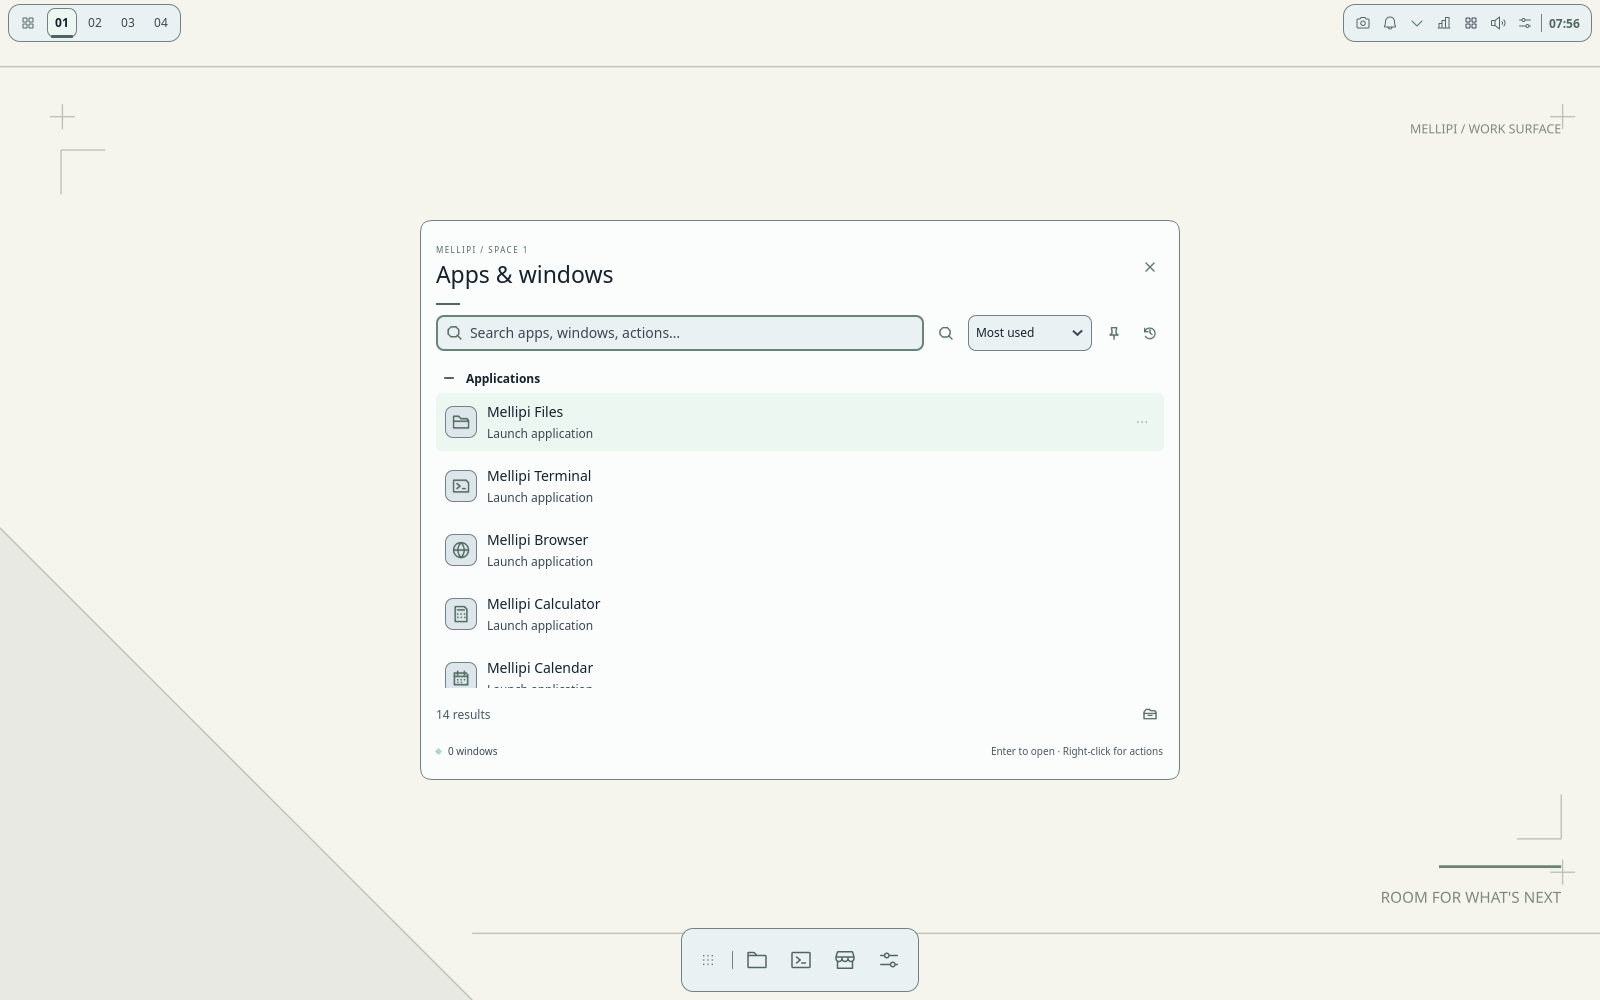 01 02 03 04
07:56
MELLIPI / WORK SURFACE
MELLIPI / SPACE 1
Apps & windows
Search apps, windows, actions...
Most used
Applications
Mellipi Files
Launch application
Mellipi Terminal
Launch application
Mellipi Browser
Launch application
Mellipi Calculator
Launch application
Mellipi Calendar
Launch application
14 results
0 windows
Enter to open · Right-click for actions
ROOM FOR WHAT'S NEXT